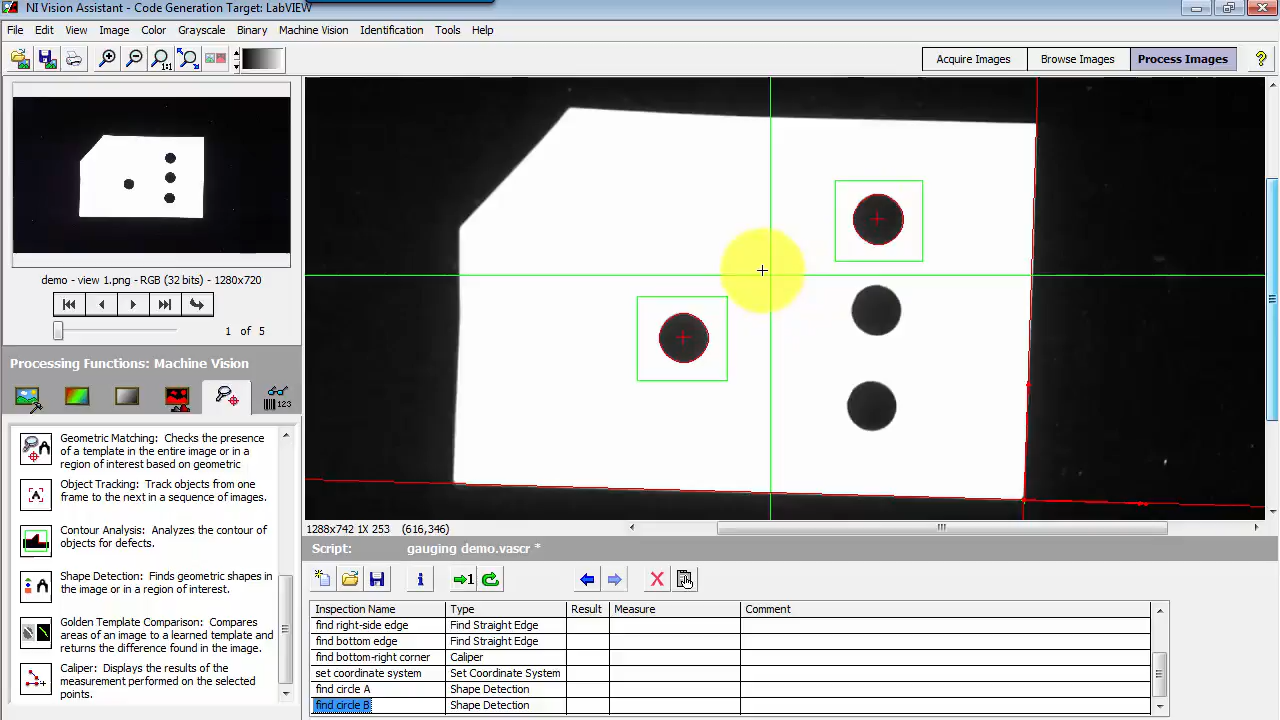 NI Vision Assistant - Code Generation Target: LabVIEW
File Edit View Image Color Grayscale Binary Machine Vision Identification Tools Help
1:1
Acquire Images Browse Images Process Images ?
demo - view 1.png - RGB (32 bits) - 1280x720
1 of 5
Processing Functions: Machine Vision
123
Geometric Matching: Checks the presence
of a template in the entire image or in a
region of interest based on geometric
Object Tracking: Track objects from one
frame to the next in a sequence of images.
Contour Analysis: Analyzes the contour of
objects for defects.
Shape Detection: Finds geometric shapes in
the image or in a region of interest.
Golden Template Comparison: Compares
areas of an image to a learned template and
returns the difference found in the image.
Caliper: Displays the results of the
measurement performed on the selected
points.
1288x742 1X 253 (616,346)
Script: gauging demo.vascr *
Inspection Name Type Result Measure Comment
find right-side edge Find Straight Edge
find bottom edge Find Straight Edge
find bottom-right corner Caliper
set coordinate system Set Coordinate System
find circle A Shape Detection
find circle B Shape Detection